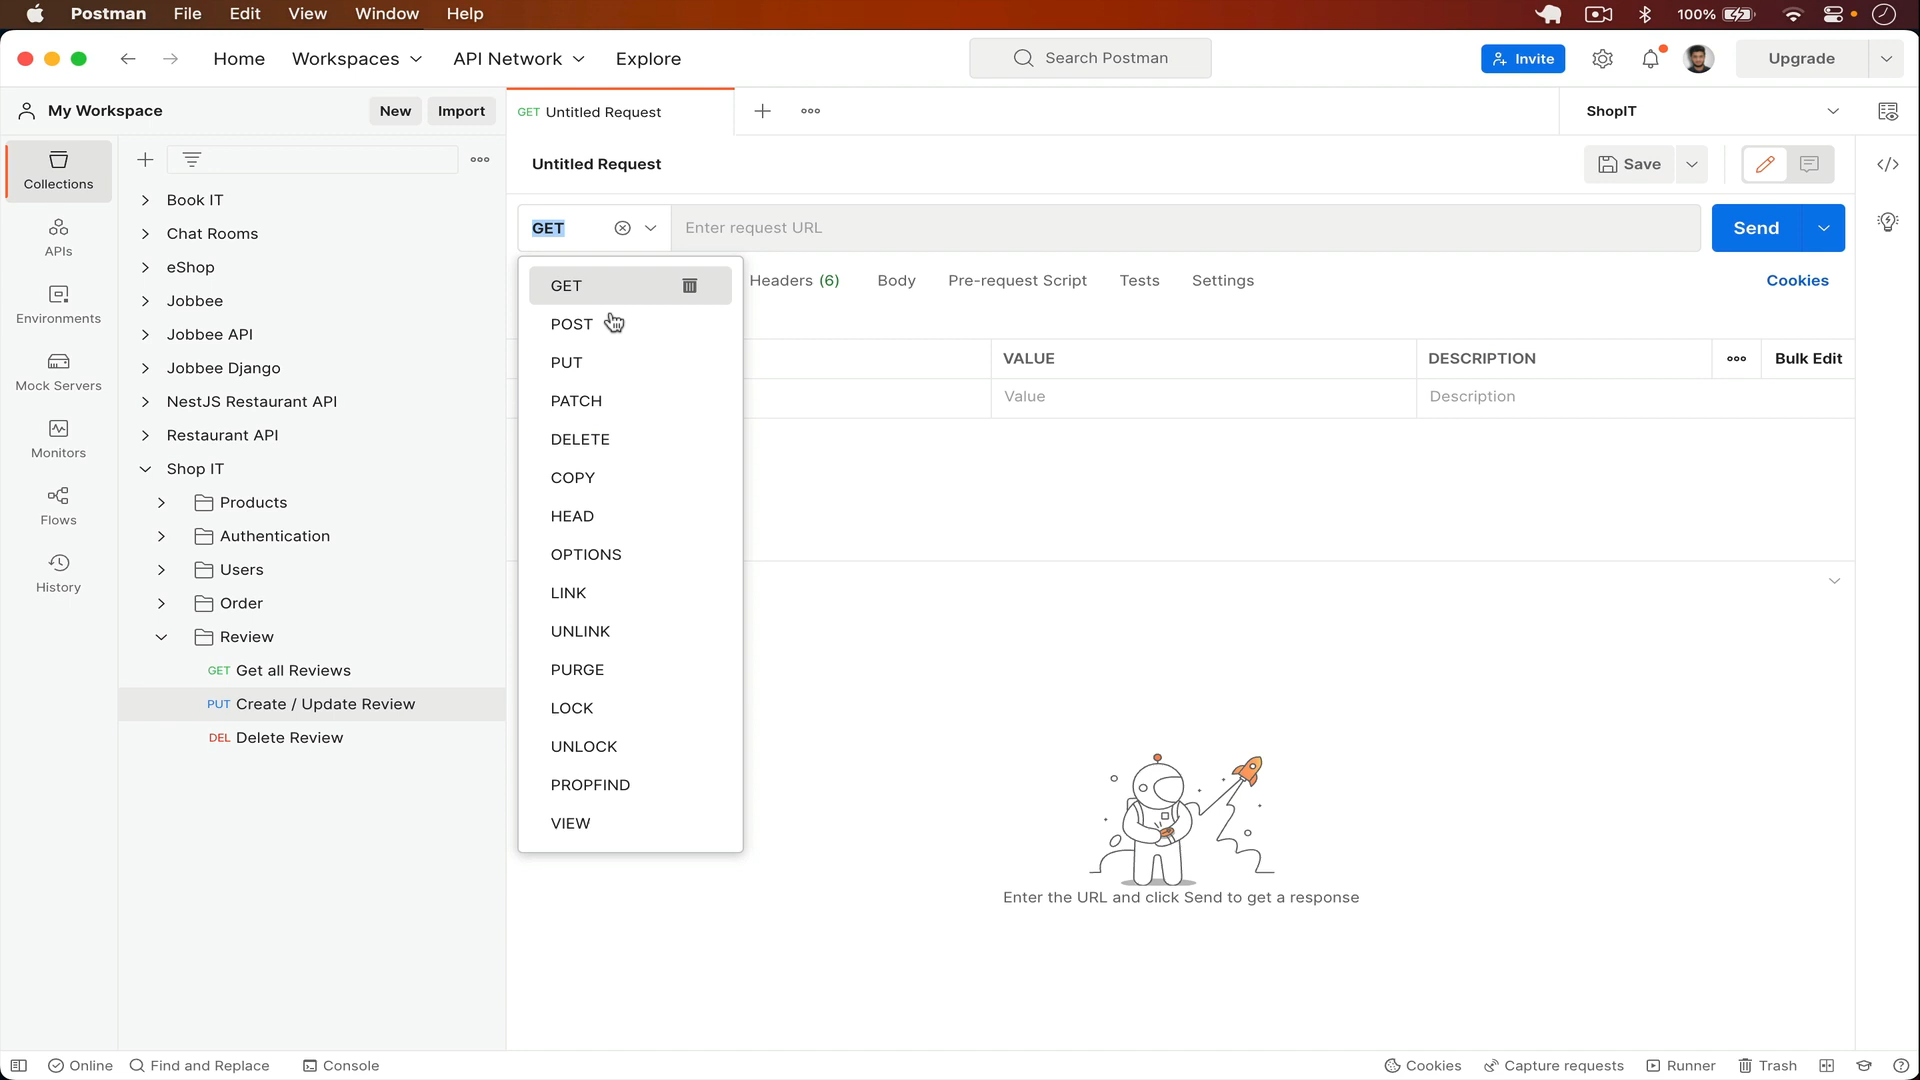 Postman File Edit View Window Help 100%
Home Workspaces API Network Explore Search Postman Invite Upgrade
My Workspace New Import GET Untitled Request ShopIT
Untitled Request Save
Collections
APIs
Environments
Mock Servers
Monitors
Flows
History
Book IT
Chat Rooms
eShop
Jobbee
Jobbee API
Jobbee Django
NestJS Restaurant API
Restaurant API
Shop IT
Products
Authentication
Users
Order
Review
GET Get all Reviews
PUT Create / Update Review
DEL Delete Review
GET Enter request URL Send
Headers (6) Body Pre-request Script Tests Settings Cookies
GET
POST
PUT
PATCH
DELETE
COPY
HEAD
OPTIONS
LINK
UNLINK
PURGE
LOCK
UNLOCK
PROPFIND
VIEW
VALUE DESCRIPTION Bulk Edit
Value Description
Enter the URL and click Send to get a response
Online Find and Replace Console Cookies Capture requests Runner Trash